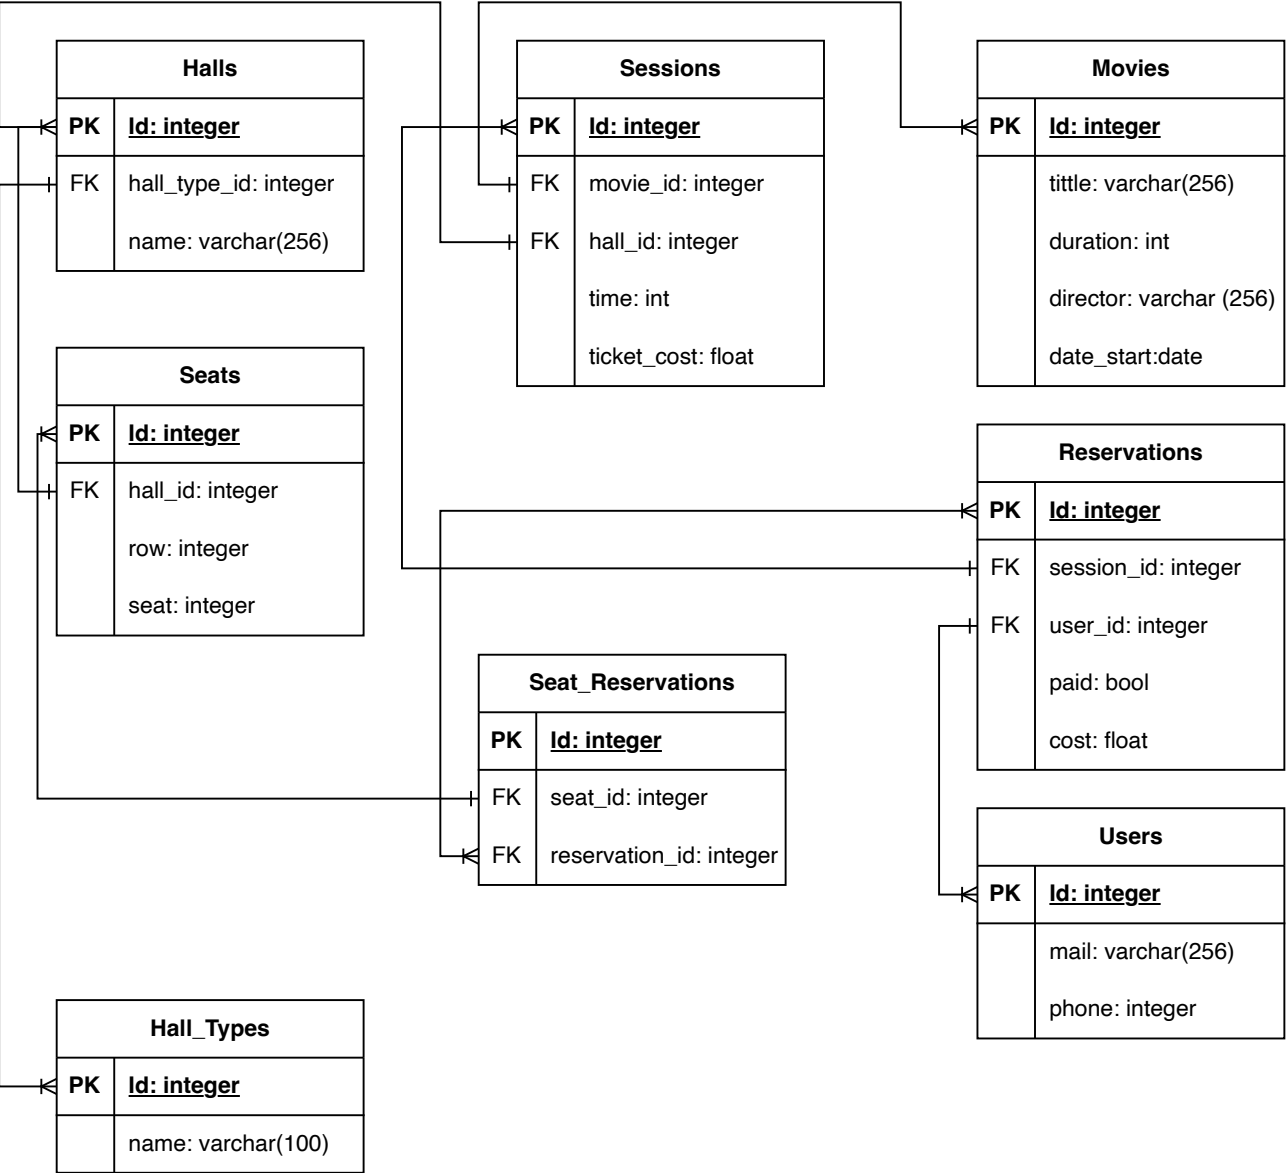 Halls
PK Id: integer
FK hall_type_id: integer
name: varchar(256)
Sessions
PK Id: integer
FK movie_id: integer
FK hall_id: integer
time: int
ticket_cost: float
Movies
PK Id: integer
tittle: varchar(256)
duration: int
director: varchar (256)
date_start:date
Seats
PK Id: integer
FK hall_id: integer
row: integer
seat: integer
Reservations
PK Id: integer
FK session_id: integer
FK user_id: integer
paid: bool
cost: float
Seat_Reservations
PK Id: integer
FK seat_id: integer
FK reservation_id: integer
Users
PK Id: integer
mail: varchar(256)
phone: integer
Hall_Types
PK Id: integer
name: varchar(100)